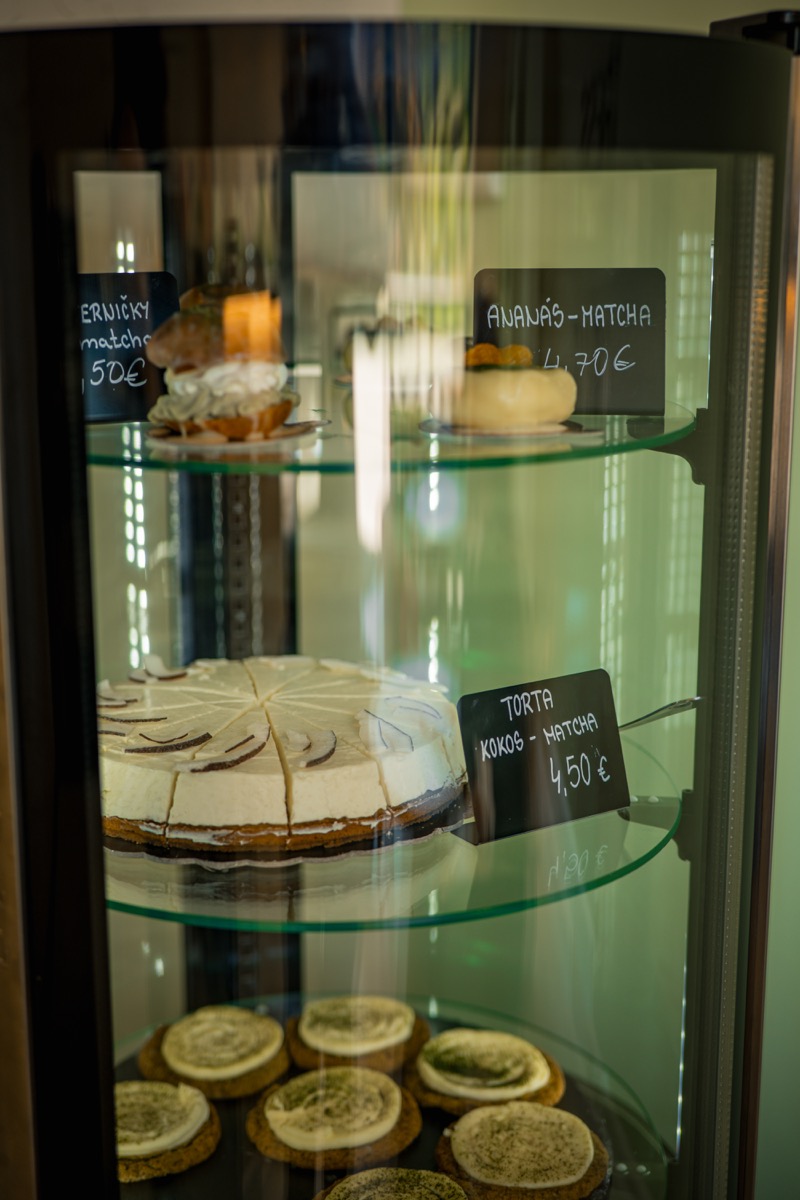 ERNIČKY
matcha
,50€
ANANÁS-MATCHA
4,70€
TORTA
KOKOS - MATCHA
4,50 €